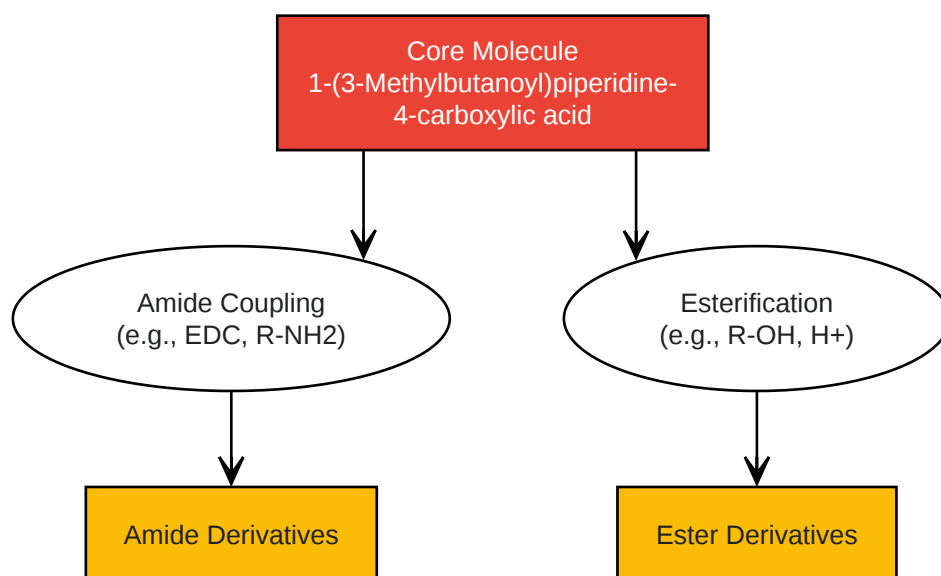 Core Molecule
1-(3-Methylbutanoyl)piperidine-
4-carboxylic acid
Amide Coupling
(e.g., EDC, R-NH2)
Esterification
(e.g., R-OH, H+)
Amide Derivatives
Ester Derivatives